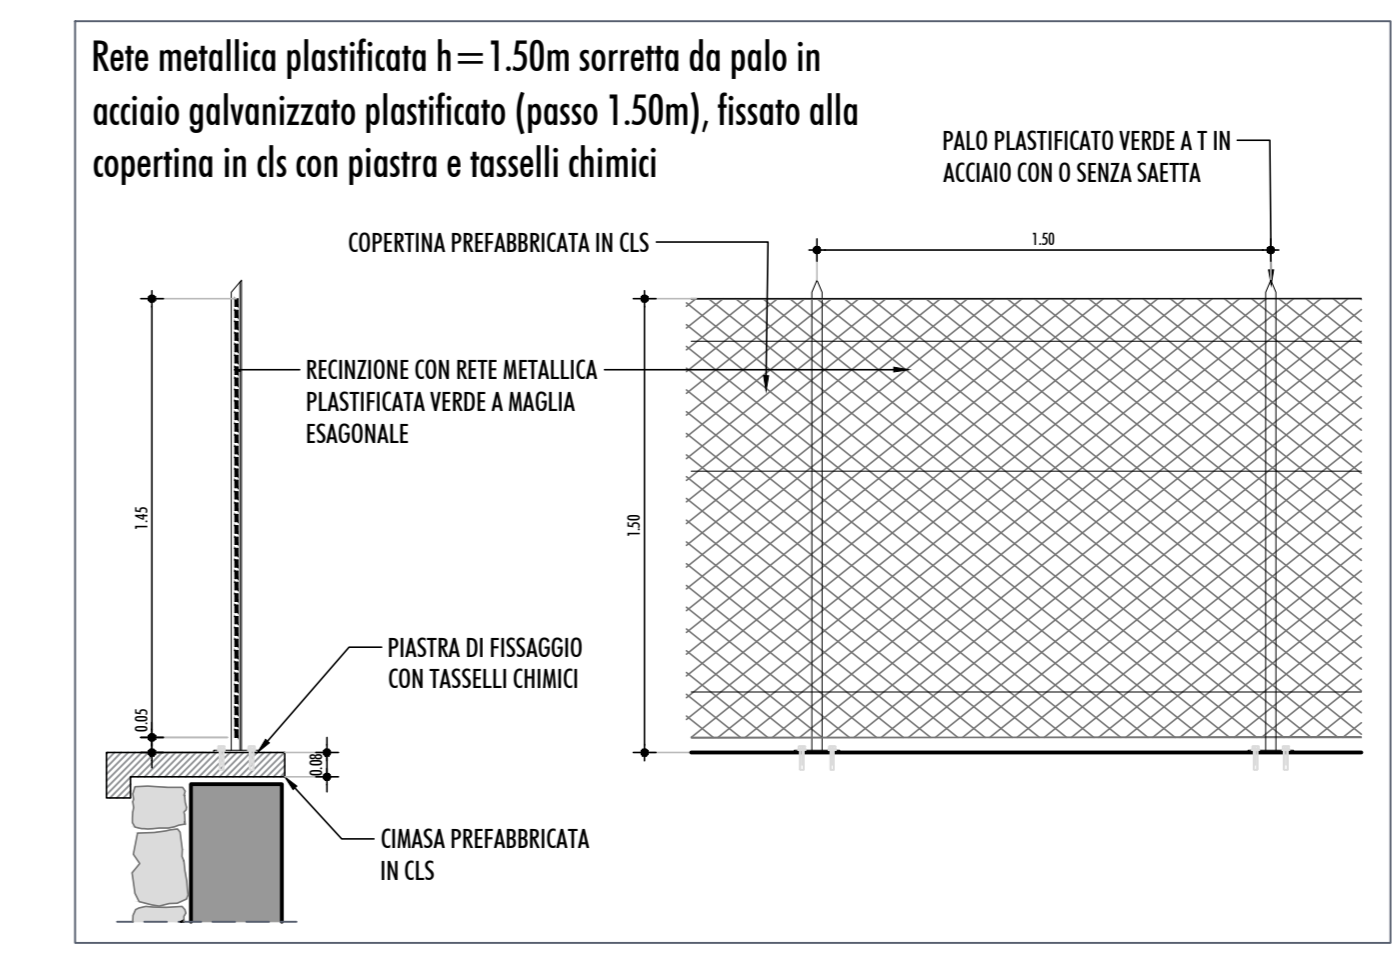 Rete metallica plastificata h=1.50m sorretta da palo in
acciaio galvanizzato plastificato (passo 1.50m), fissato alla
copertina in cls con piastra e tasselli chimici
PALO PLASTIFICATO VERDE A T IN
ACCIAIO CON O SENZA SAETTA
COPERTINA PREFABBRICATA IN CLS
1.50
RECINZIONE CON RETE METALLICA
PLASTIFICATA VERDE A MAGLIA
ESAGONALE
1.45
1.50
PIASTRA DI FISSAGGIO
CON TASSELLI CHIMICI
0.05
0.08
CIMASA PREFABBRICATA
IN CLS